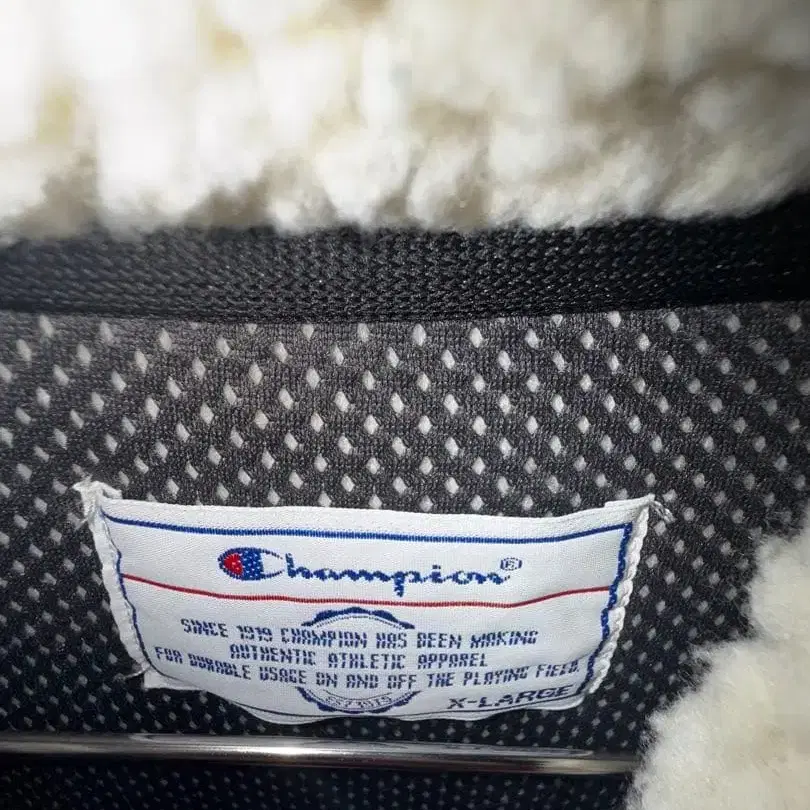 Champion®
SINCE 1919 CHAMPION HAS BEEN MAKING
AUTHENTIC ATHLETIC APPAREL
FOR DURABLE USAGE ON AND OFF THE PLAYING FIELD.
X-LARGE